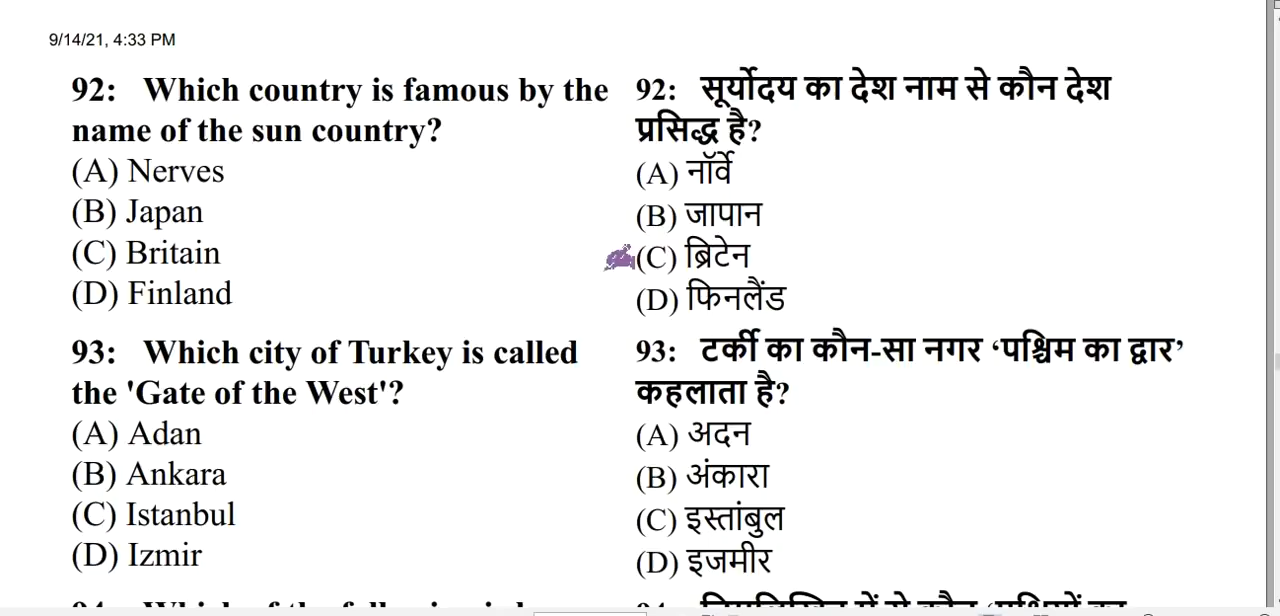 9/14/21, 4:33 PM
92: Which country is famous by the
name of the sun country?
(A) Nerves
(B) Japan
(C) Britain
(D) Finland
93: Which city of Turkey is called
the 'Gate of the West'?
(A) Adan
(B) Ankara
(C) Istanbul
(D) Izmir
92: सूर्योदय का देश नाम से कौन देश
प्रसिद्ध है?
(A) नॉर्वे
(B) जापान
(C) ब्रिटेन
(D) फिनलैंड
93: टर्की का कौन-सा नगर ‘पश्चिम का द्वार’
कहलाता है?
(A) अदन
(B) अंकारा
(C) इस्तांबुल
(D) इजमीर